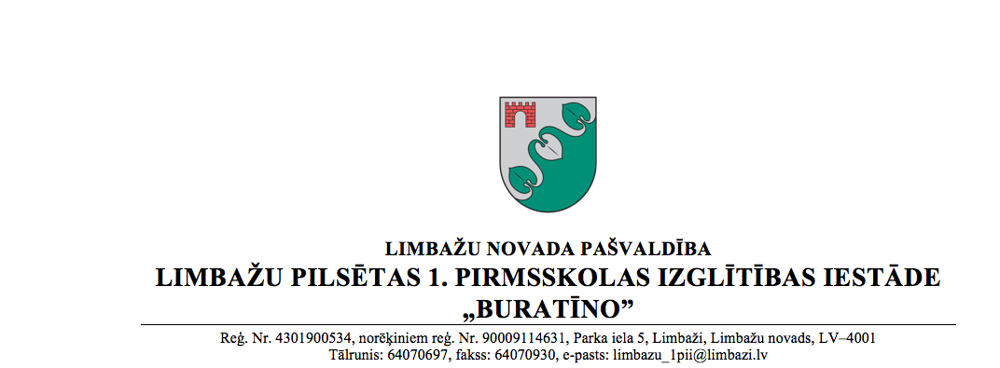 LIMBAŽU NOVADA PAŠVALDĪBA
LIMBAŽU PILSĒTAS 1. PIRMSSKOLAS IZGLĪTĪBAS IESTĀDE
„BURATĪNO”
Reģ. Nr. 4301900534, norēķiniem reģ. Nr. 90009114631, Parka iela 5, Limbaži, Limbažu novads, LV–4001
Tālrunis: 64070697, fakss: 64070930, e-pasts: limbazu_1pii@limbazi.lv